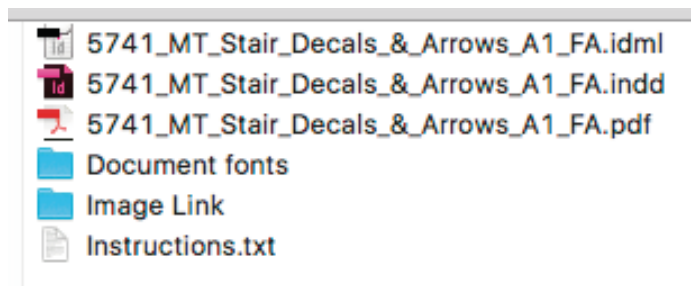 5741_MT_Stair_Decals_&_Arrows_A1_FA.idml
5741_MT_Stair_Decals_&_Arrows_A1_FA.indd
5741_MT_Stair_Decals_&_Arrows_A1_FA.pdf
Document fonts
Image Link
Instructions.txt